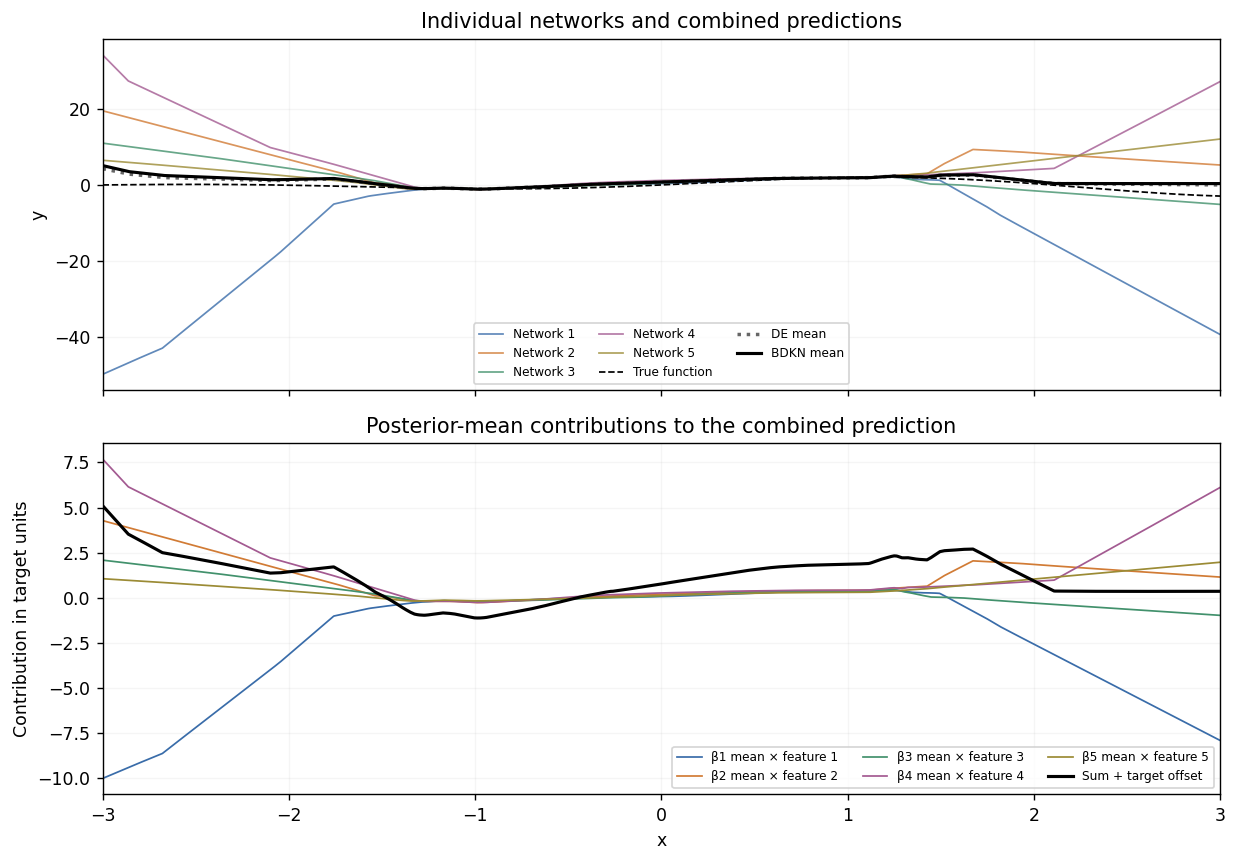 Individual networks and combined predictions
20
0
−20
−40
y
Network 1
Network 2
Network 3
Network 4
Network 5
True function
DE mean
BDKN mean
Posterior-mean contributions to the combined prediction
7.5
5.0
2.5
0.0
−2.5
−5.0
−7.5
−10.0
Contribution in target units
β1 mean × feature 1
β2 mean × feature 2
β3 mean × feature 3
β4 mean × feature 4
β5 mean × feature 5
Sum + target offset
−3 −2 −1 0 1 2 3
x